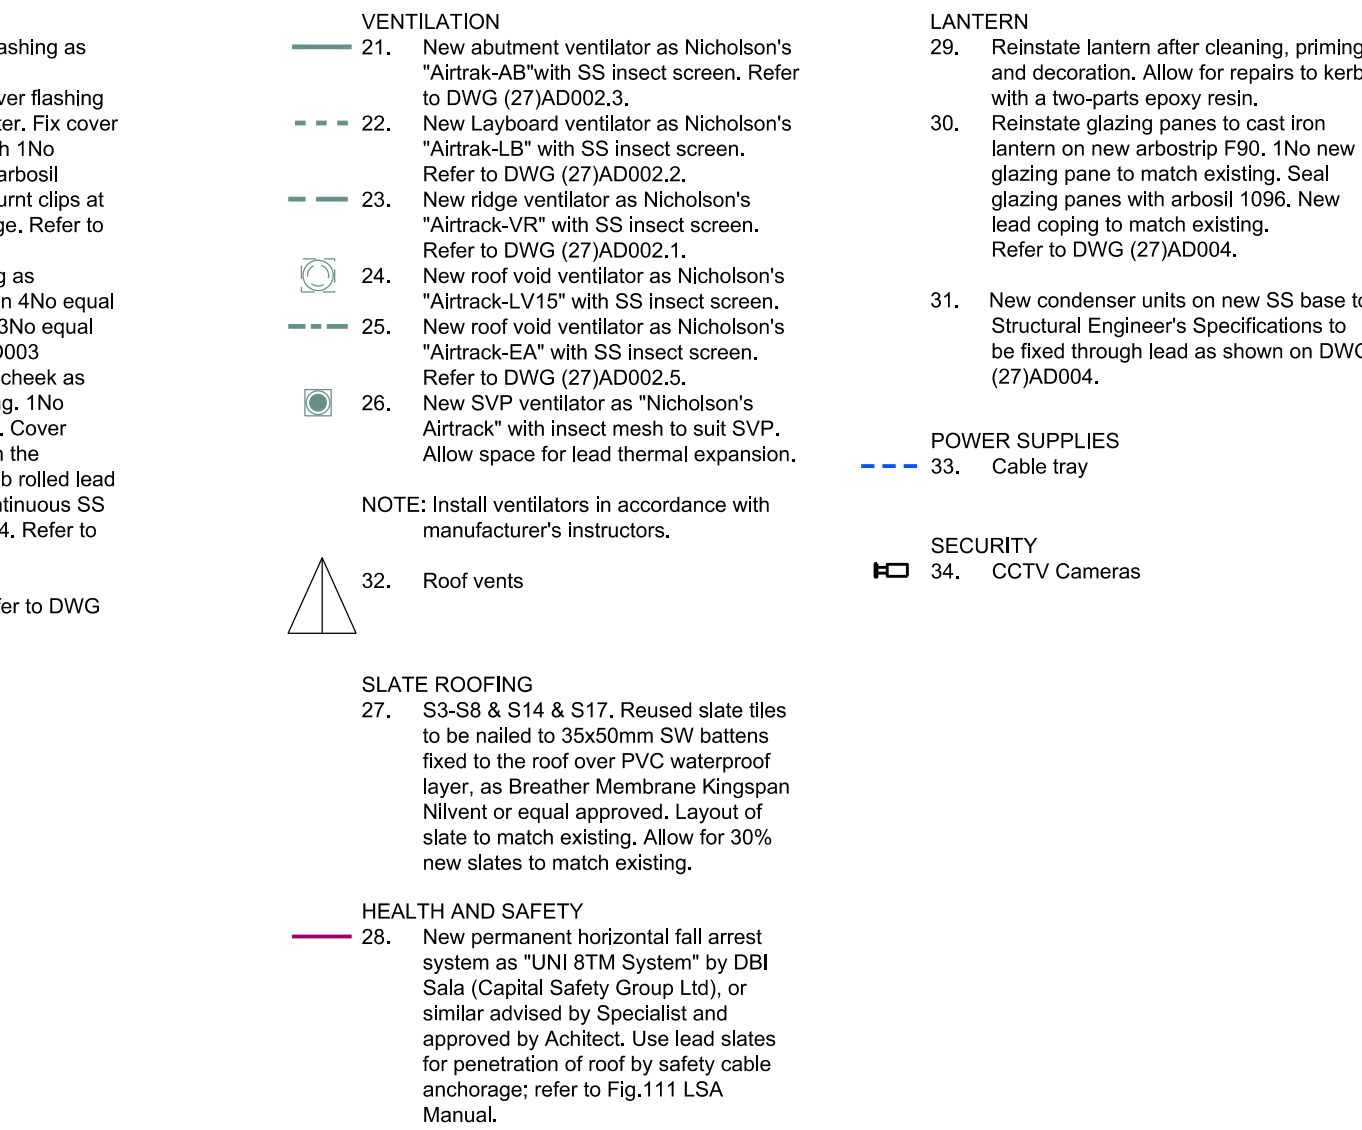 ashing as
ver flashing
ter. Fix cover
h 1No
arbosil
urnt clips at
ge. Refer to
g as
n 4No equal
3No equal
0003
cheek as
ng. 1No
. Cover
n the
b rolled lead
ntinuous SS
4. Refer to
fer to DWG
VENTILATION
21. New abutment ventilator as Nicholson's
"Airtrak-AB"with SS insect screen. Refer
to DWG (27)AD002.3.
22. New Layboard ventilator as Nicholson's
"Airtrak-LB" with SS insect screen.
Refer to DWG (27)AD002.2.
23. New ridge ventilator as Nicholson's
"Airtrack-VR" with SS insect screen.
Refer to DWG (27)AD002.1.
24. New roof void ventilator as Nicholson's
"Airtrack-LV15" with SS insect screen.
25. New roof void ventilator as Nicholson's
"Airtrack-EA" with SS insect screen.
Refer to DWG (27)AD002.5.
26. New SVP ventilator as "Nicholson's
Airtrack" with insect mesh to suit SVP.
Allow space for lead thermal expansion.
NOTE: Install ventilators in accordance with
manufacturer's instructors.
32. Roof vents
SLATE ROOFING
27. S3-S8 & S14 & S17. Reused slate tiles
to be nailed to 35x50mm SW battens
fixed to the roof over PVC waterproof
layer, as Breather Membrane Kingspan
Nilvent or equal approved. Layout of
slate to match existing. Allow for 30%
new slates to match existing.
HEALTH AND SAFETY
28. New permanent horizontal fall arrest
system as "UNI 8TM System" by DBI
Sala (Capital Safety Group Ltd), or
similar advised by Specialist and
approved by Achitect. Use lead slates
for penetration of roof by safety cable
anchorage; refer to Fig.111 LSA
Manual.
LANTERN
29. Reinstate lantern after cleaning, priming
and decoration. Allow for repairs to kerb
with a two-parts epoxy resin.
30. Reinstate glazing panes to cast iron
lantern on new arbostrip F90. 1No new
glazing pane to match existing. Seal
glazing panes with arbosil 1096. New
lead coping to match existing.
Refer to DWG (27)AD004.
31. New condenser units on new SS base to
Structural Engineer's Specifications to
be fixed through lead as shown on DWG
(27)AD004.
POWER SUPPLIES
33. Cable tray
SECURITY
34. CCTV Cameras